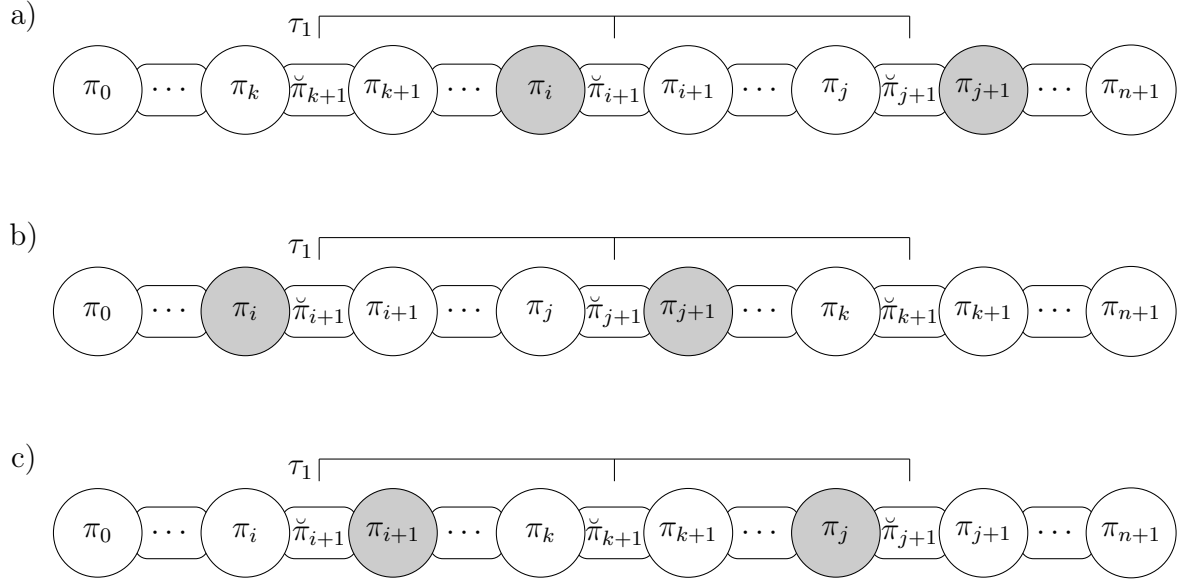 a)
τ₁
π₀ ··· πₖ π̆ₖ₊₁ πₖ₊₁ ··· πᵢ π̆ᵢ₊₁ πᵢ₊₁ ··· πⱼ π̆ⱼ₊₁ πⱼ₊₁ ··· πₙ₊₁
b)
τ₁
π₀ ··· πᵢ π̆ᵢ₊₁ πᵢ₊₁ ··· πⱼ π̆ⱼ₊₁ πⱼ₊₁ ··· πₖ π̆ₖ₊₁ πₖ₊₁ ··· πₙ₊₁
c)
τ₁
π₀ ··· πᵢ π̆ᵢ₊₁ πᵢ₊₁ ··· πₖ π̆ₖ₊₁ πₖ₊₁ ··· πⱼ π̆ⱼ₊₁ πⱼ₊₁ ··· πₙ₊₁